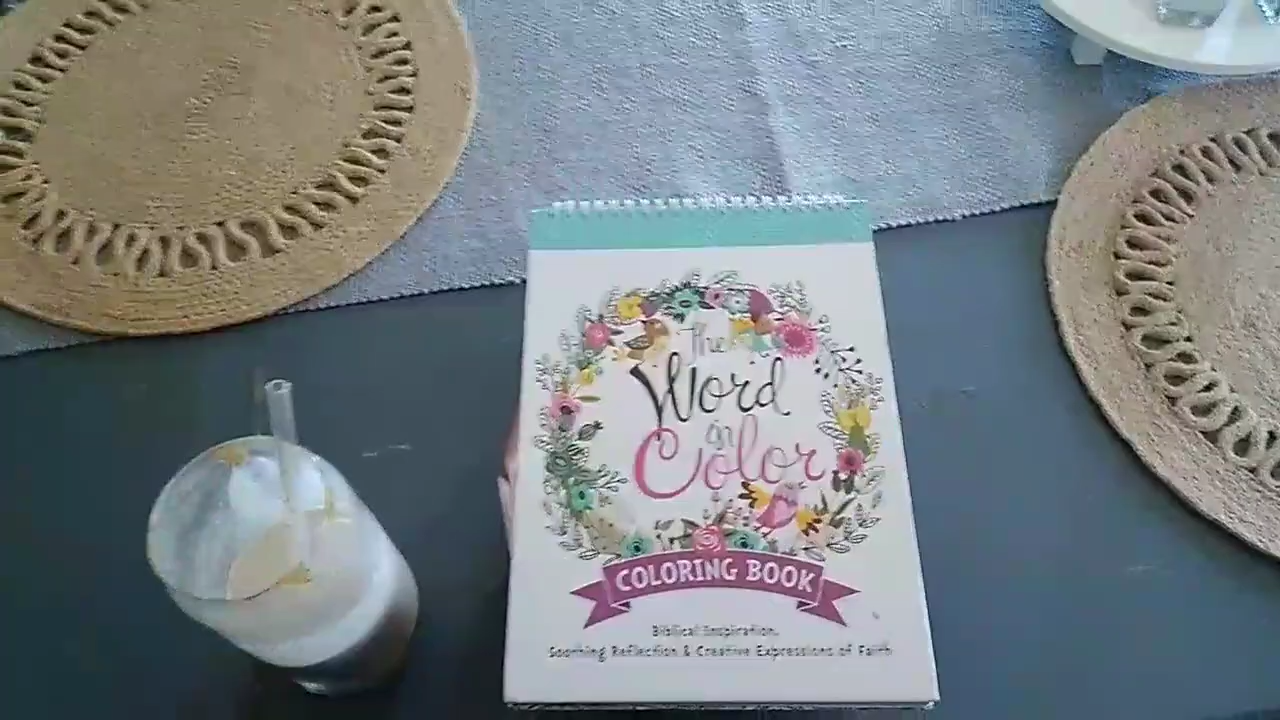 The
Word
in
Color
COLORING BOOK
Biblical Inspiration,
Soothing Reflection & Creative Expressions of Faith